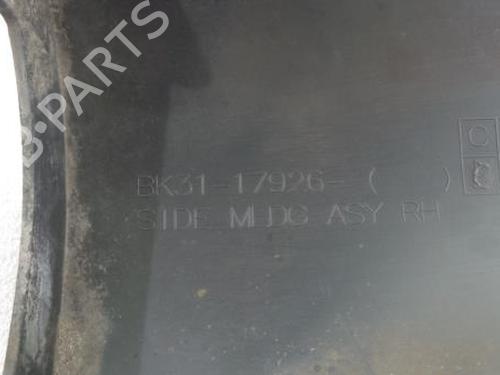 B-PARTS
C
BK31-17926- ( )
SIDE MLDG ASY RH